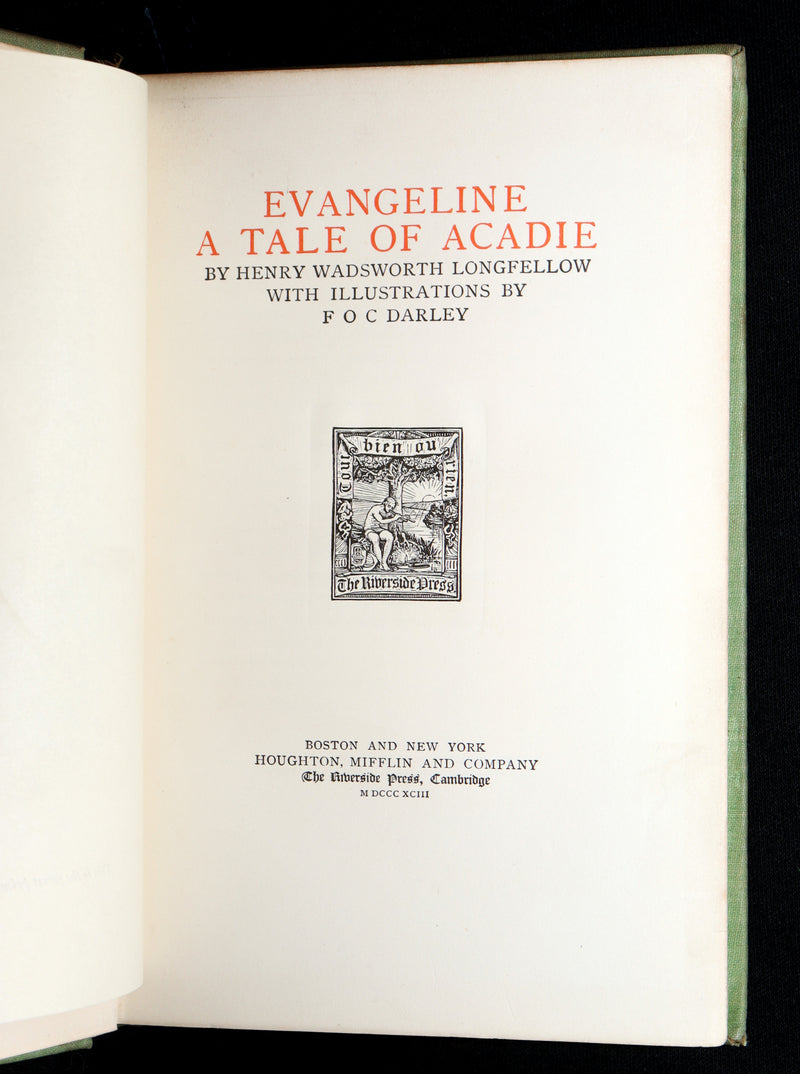 EVANGELINE
A TALE OF ACADIE
BY HENRY WADSWORTH LONGFELLOW
WITH ILLUSTRATIONS BY
F O C DARLEY
Tout bien ou rien.
The Riverside Press
BOSTON AND NEW YORK
HOUGHTON, MIFFLIN AND COMPANY
The Riverside Press, Cambridge
M DCCC XCIII